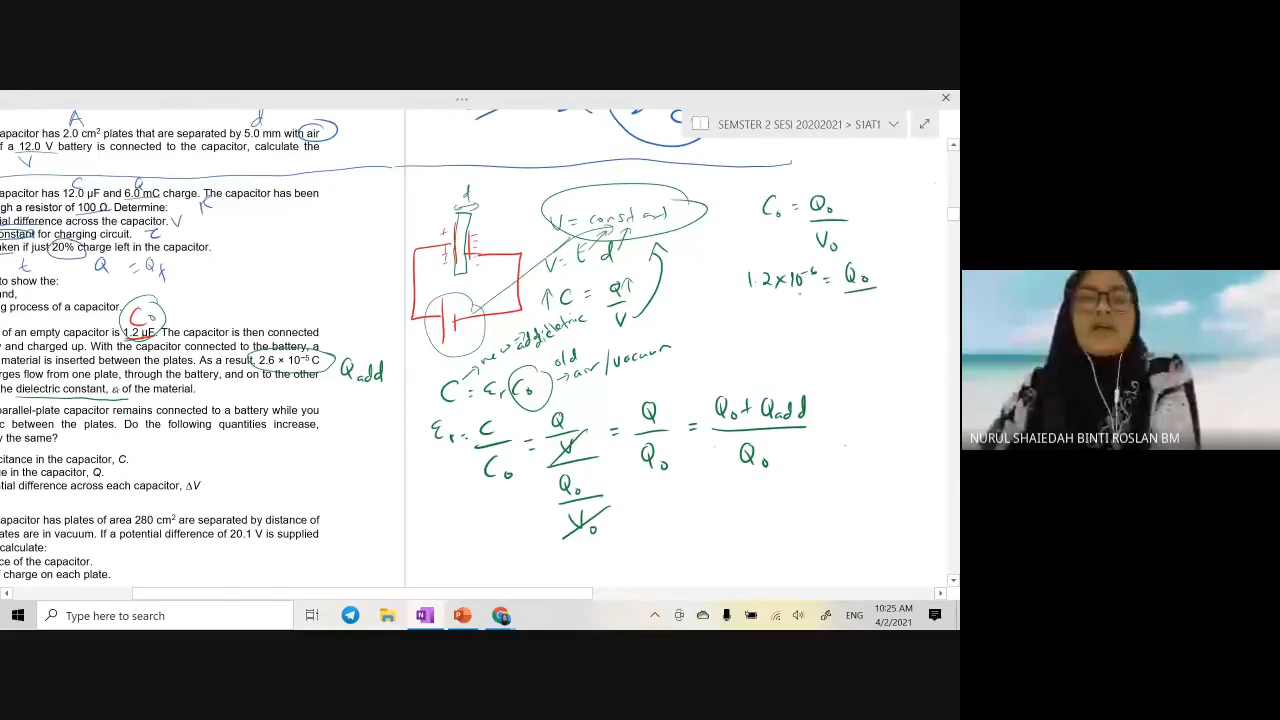 SEMSTER 2 SESI 20202021 > S1AT1
A
d
apacitor has 2.0 cm² plates that are separated by 5.0 mm with air
f a 12.0 V battery is connected to the capacitor, calculate the
V
C
Q
apacitor has 12.0 μF and 6.0 mC charge. The capacitor has been
gh a resistor of 100 Ω. Determine:
R
ial difference across the capacitor.
V
onstant for charging circuit.
τ
aken if just 20% charge left in the capacitor.
t
Q = Qf
to show the:
and,
ng process of a capacitor.
C₀
of an empty capacitor is 1.2 μF. The capacitor is then connected
y and charged up. With the capacitor connected to the battery, a
material is inserted between the plates. As a result, 2.6 × 10⁻⁵ C
rges flow from one plate, through the battery, and on to the other
Q add
the dielectric constant, εᵣ of the material.
parallel-plate capacitor remains connected to a battery while you
ic between the plates. Do the following quantities increase,
y the same?
citance in the capacitor, C.
ge in the capacitor, Q.
tial difference across each capacitor, ΔV
apacitor has plates of area 280 cm² are separated by distance of
lates are in vacuum. If a potential difference of 20.1 V is supplied
calculate:
ce of the capacitor.
f charge on each plate.
d
V = constant
V = t d
↑ C = Q↑
V
new
dielectric
old
→ air/vacuum
C = εᵣ C₀
εᵣ = C / C₀ = Q / V / Q₀ / V₀ = Q / Q₀ = Q₀ + Q add / Q₀
C₀ = Q₀ / V₀
1.2 × 10⁻⁶ = Q₀
NURUL SHAIEDAH BINTI ROSLAN BM
Type here to search
ENG
10:25 AM
4/2/2021